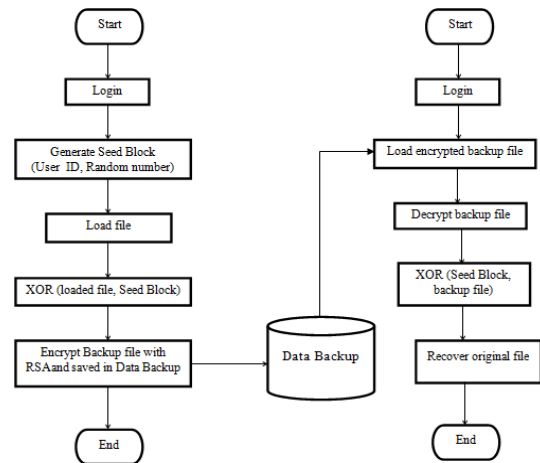 Start
Login
Generate Seed Block
(User ID, Random number)
Load file
XOR (loaded file, Seed Block)
Encrypt Backup file with
RSAand saved in Data Backup
End
Data Backup
Start
Login
Load encrypted backup file
Decrypt backup file
XOR (Seed Block,
backup file)
Recover original file
End